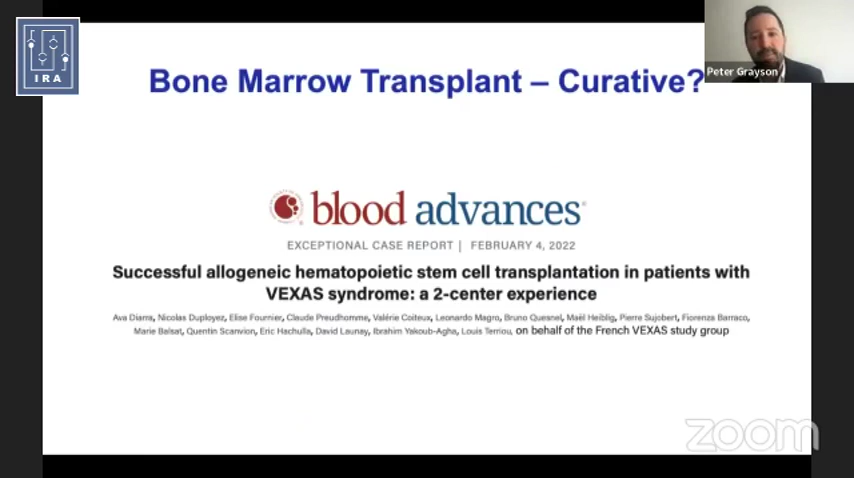 IRA
Bone Marrow Transplant – Curative?
Peter Grayson
blood advances
EXCEPTIONAL CASE REPORT | FEBRUARY 4, 2022
Successful allogeneic hematopoietic stem cell transplantation in patients with
VEXAS syndrome: a 2-center experience
Ava Diarra, Nicolas Duployez, Elise Fournier, Claude Preudhomme, Valérie Coiteux, Leonardo Magro, Bruno Quesnel, Maël Heiblig, Pierre Sujobert, Fiorenza Barraco,
Marie Balsat, Quentin Scanvion, Eric Hachulla, David Launay, Ibrahim Yakoub-Agha, Louis Terriou, on behalf of the French VEXAS study group
zoom